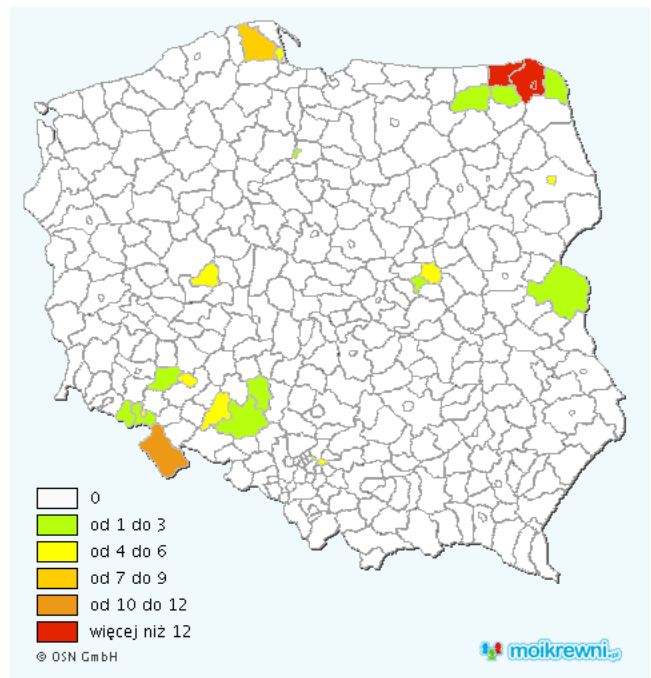 0
od 1 do 3
od 4 do 6
od 7 do 9
od 10 do 12
więcej niż 12
© OSN GmbH
moikrewni.pl